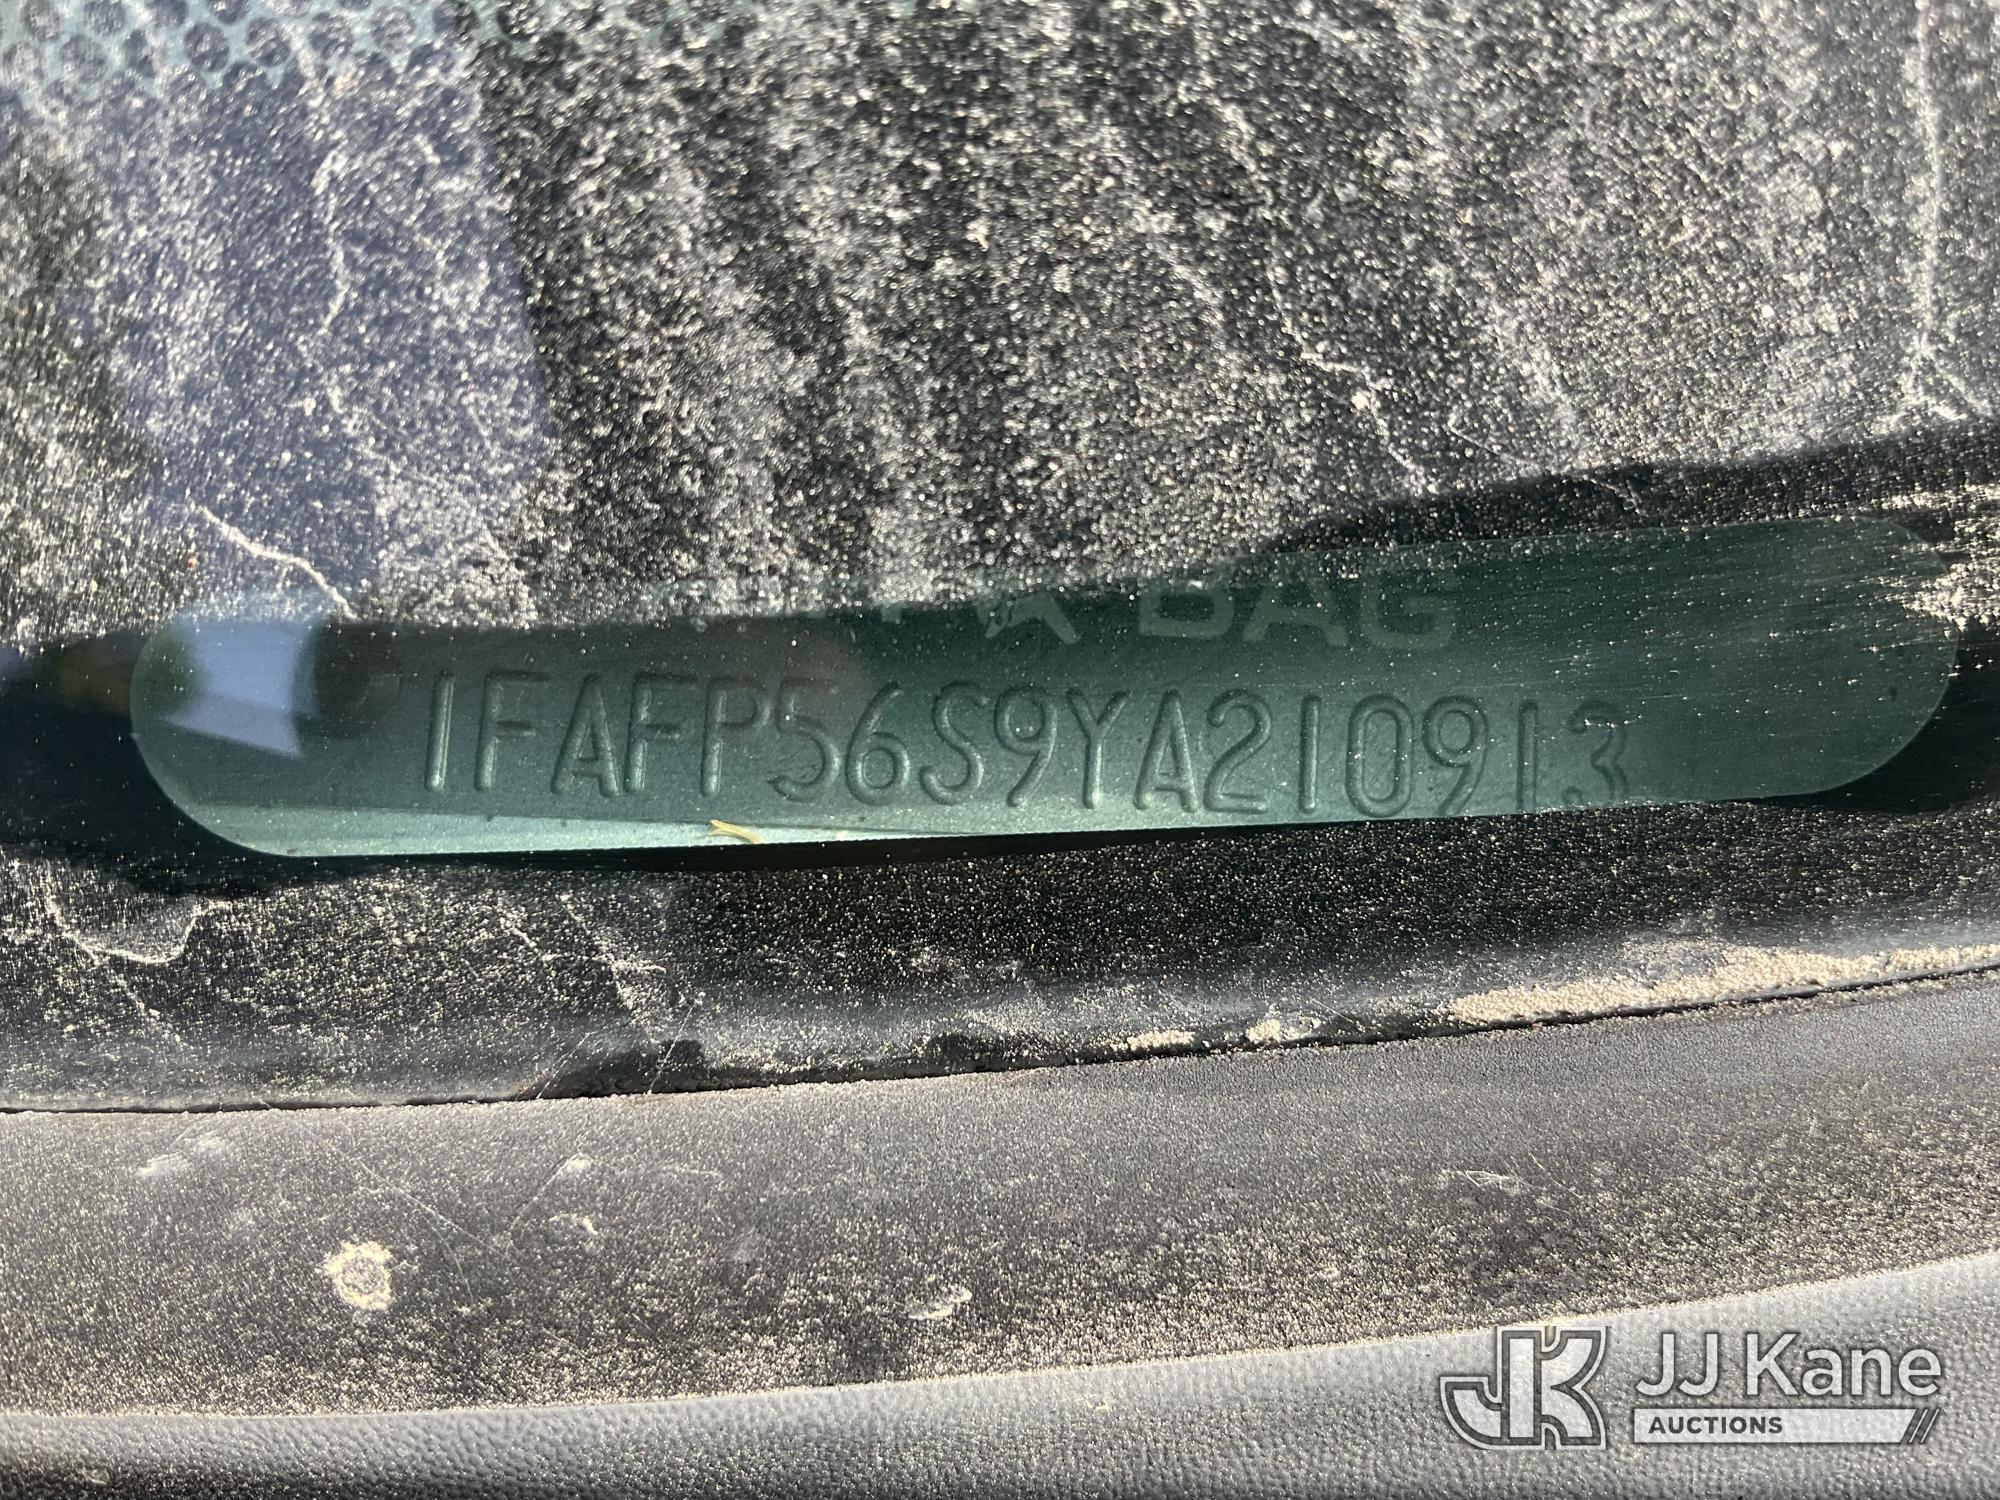 BAG
1FAFP56S9YA210913
JJ Kane
AUCTIONS